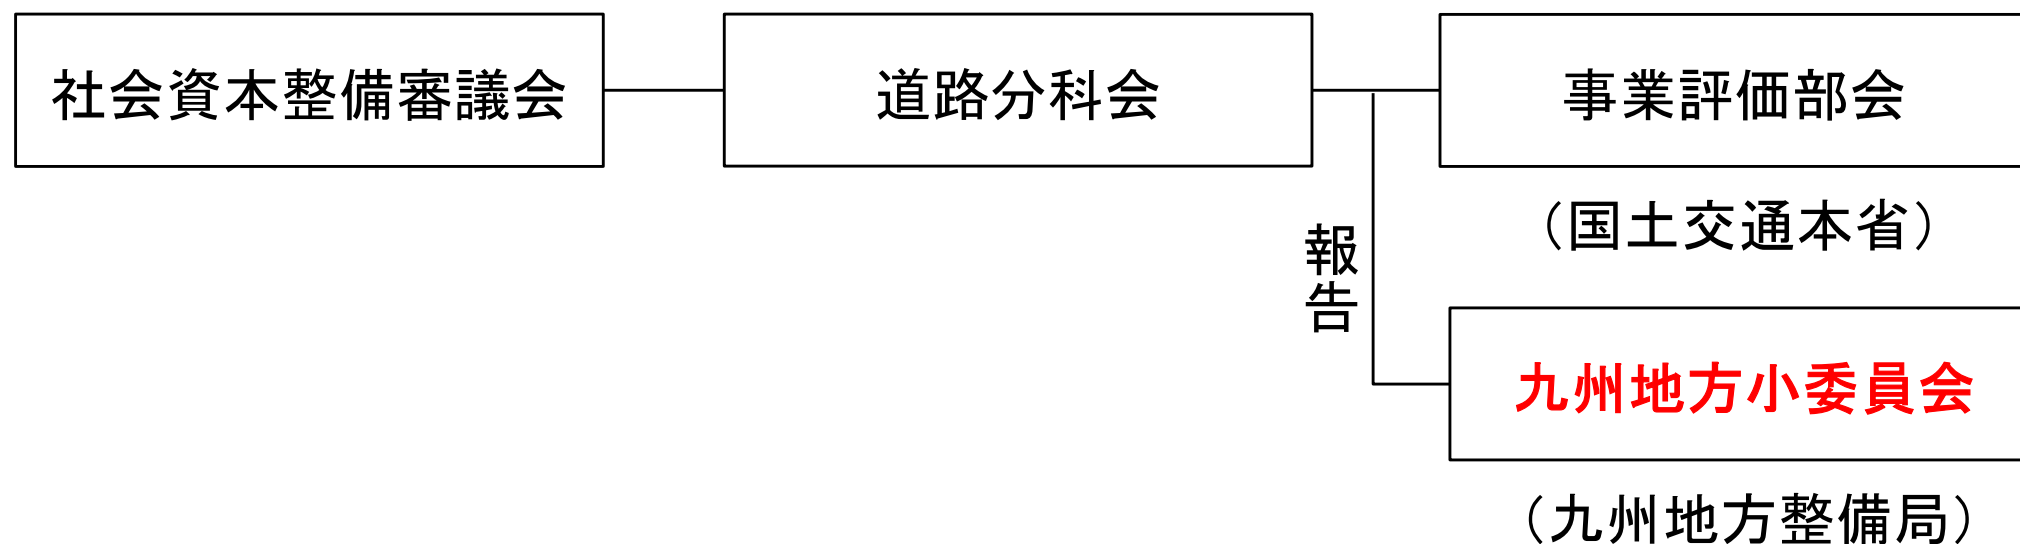 社会資本整備審議会
道路分科会
事業評価部会
（国土交通本省）
報告
九州地方小委員会
（九州地方整備局）